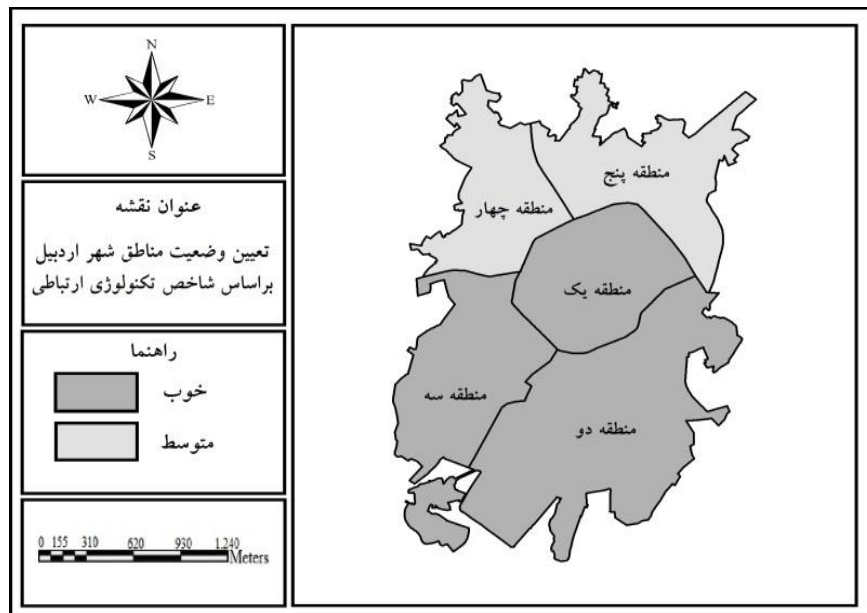 N
W E
S
عنوان نقشه
تعیین وضعیت مناطق شهر اردبیل
براساس شاخص تکنولوژی ارتباطی
راهنما
خوب
متوسط
0 155 310 620 930 1,240
Meters
منطقه پنج
منطقه چهار
منطقه یک
منطقه سه
منطقه دو